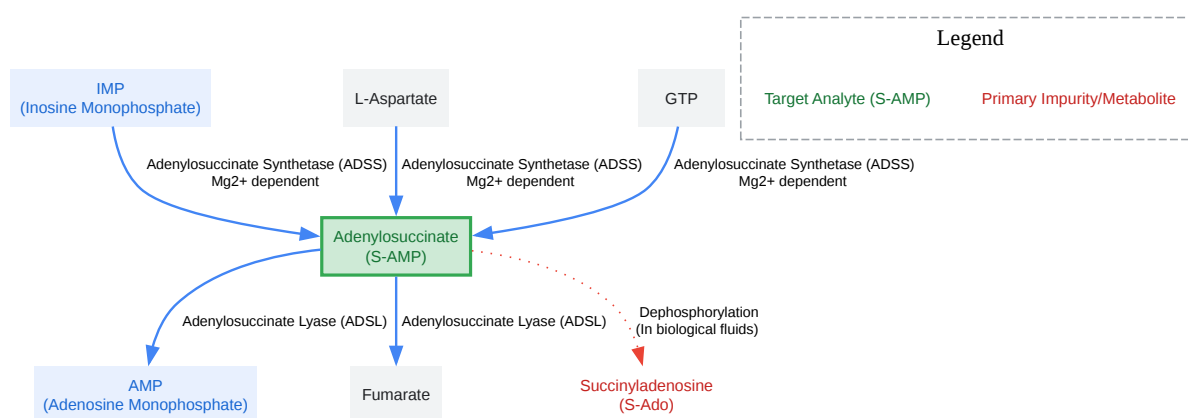 Legend
IMP
(Inosine Monophosphate)
L-Aspartate
GTP
Target Analyte (S-AMP)
Primary Impurity/Metabolite
Adenylosuccinate Synthetase (ADSS)
Mg2+ dependent
Adenylosuccinate Synthetase (ADSS)
Mg2+ dependent
Adenylosuccinate Synthetase (ADSS)
Mg2+ dependent
Adenylosuccinate
(S-AMP)
Adenylosuccinate Lyase (ADSL)
Adenylosuccinate Lyase (ADSL)
Dephosphorylation
(In biological fluids)
AMP
(Adenosine Monophosphate)
Fumarate
Succinyladenosine
(S-Ado)